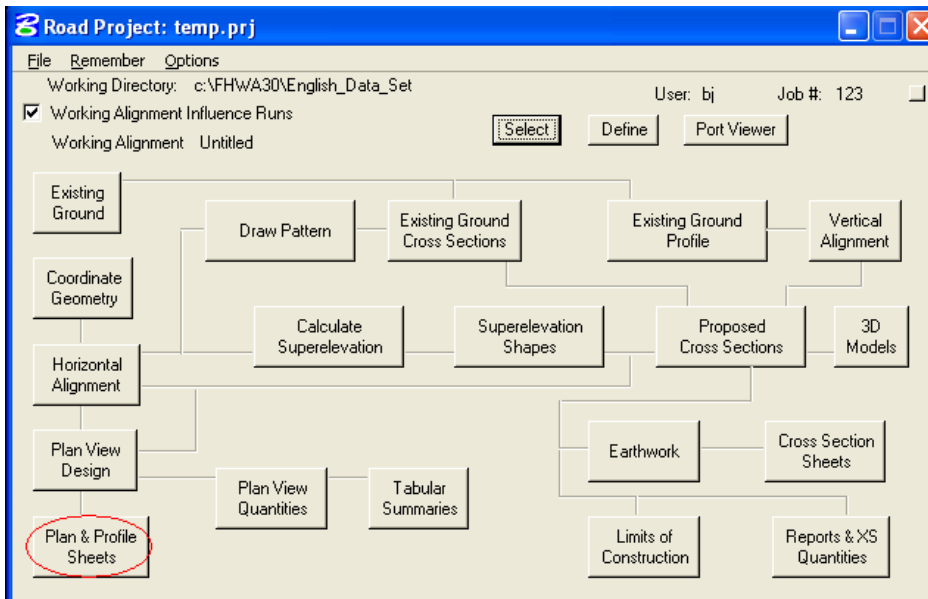 Road Project: temp.prj
File Remember Options
Working Directory: c:\FHWA30\English_Data_Set
User: bj Job #: 123
Working Alignment Influence Runs
Select Define Port Viewer
Working Alignment Untitled
Existing
Ground
Draw Pattern
Existing Ground
Cross Sections
Existing Ground
Profile
Vertical
Alignment
Coordinate
Geometry
Calculate
Superelevation
Superelevation
Shapes
Proposed
Cross Sections
3D
Models
Horizontal
Alignment
Plan View
Design
Earthwork
Cross Section
Sheets
Plan View
Quantities
Tabular
Summaries
Plan & Profile
Sheets
Limits of
Construction
Reports & XS
Quantities